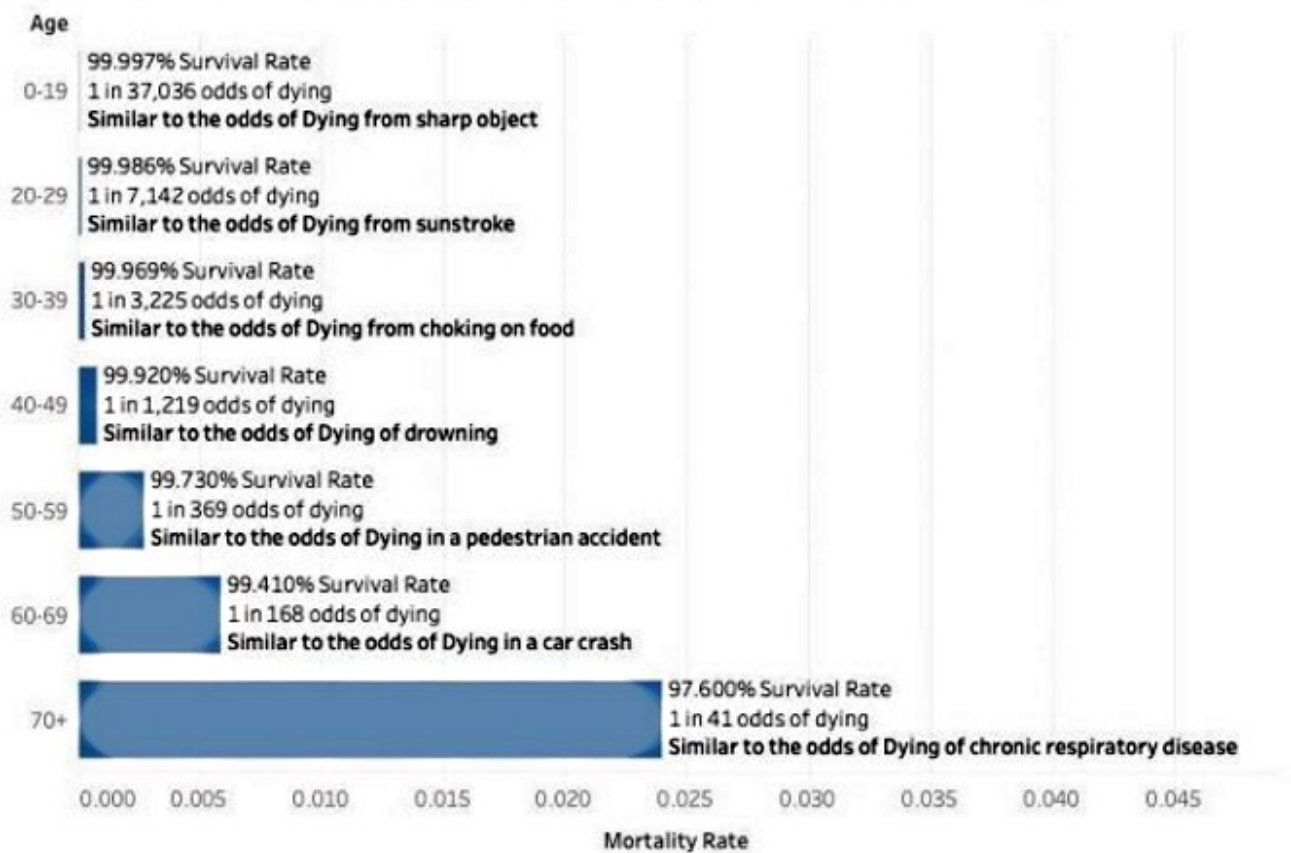 Age
0-19
99.997% Survival Rate
1 in 37,036 odds of dying
Similar to the odds of Dying from sharp object
20-29
99.986% Survival Rate
1 in 7,142 odds of dying
Similar to the odds of Dying from sunstroke
30-39
99.969% Survival Rate
1 in 3,225 odds of dying
Similar to the odds of Dying from choking on food
40-49
99.920% Survival Rate
1 in 1,219 odds of dying
Similar to the odds of Dying of drowning
50-59
99.730% Survival Rate
1 in 369 odds of dying
Similar to the odds of Dying in a pedestrian accident
60-69
99.410% Survival Rate
1 in 168 odds of dying
Similar to the odds of Dying in a car crash
70+
97.600% Survival Rate
1 in 41 odds of dying
Similar to the odds of Dying of chronic respiratory disease
0.000 0.005 0.010 0.015 0.020 0.025 0.030 0.035 0.040 0.045
Mortality Rate